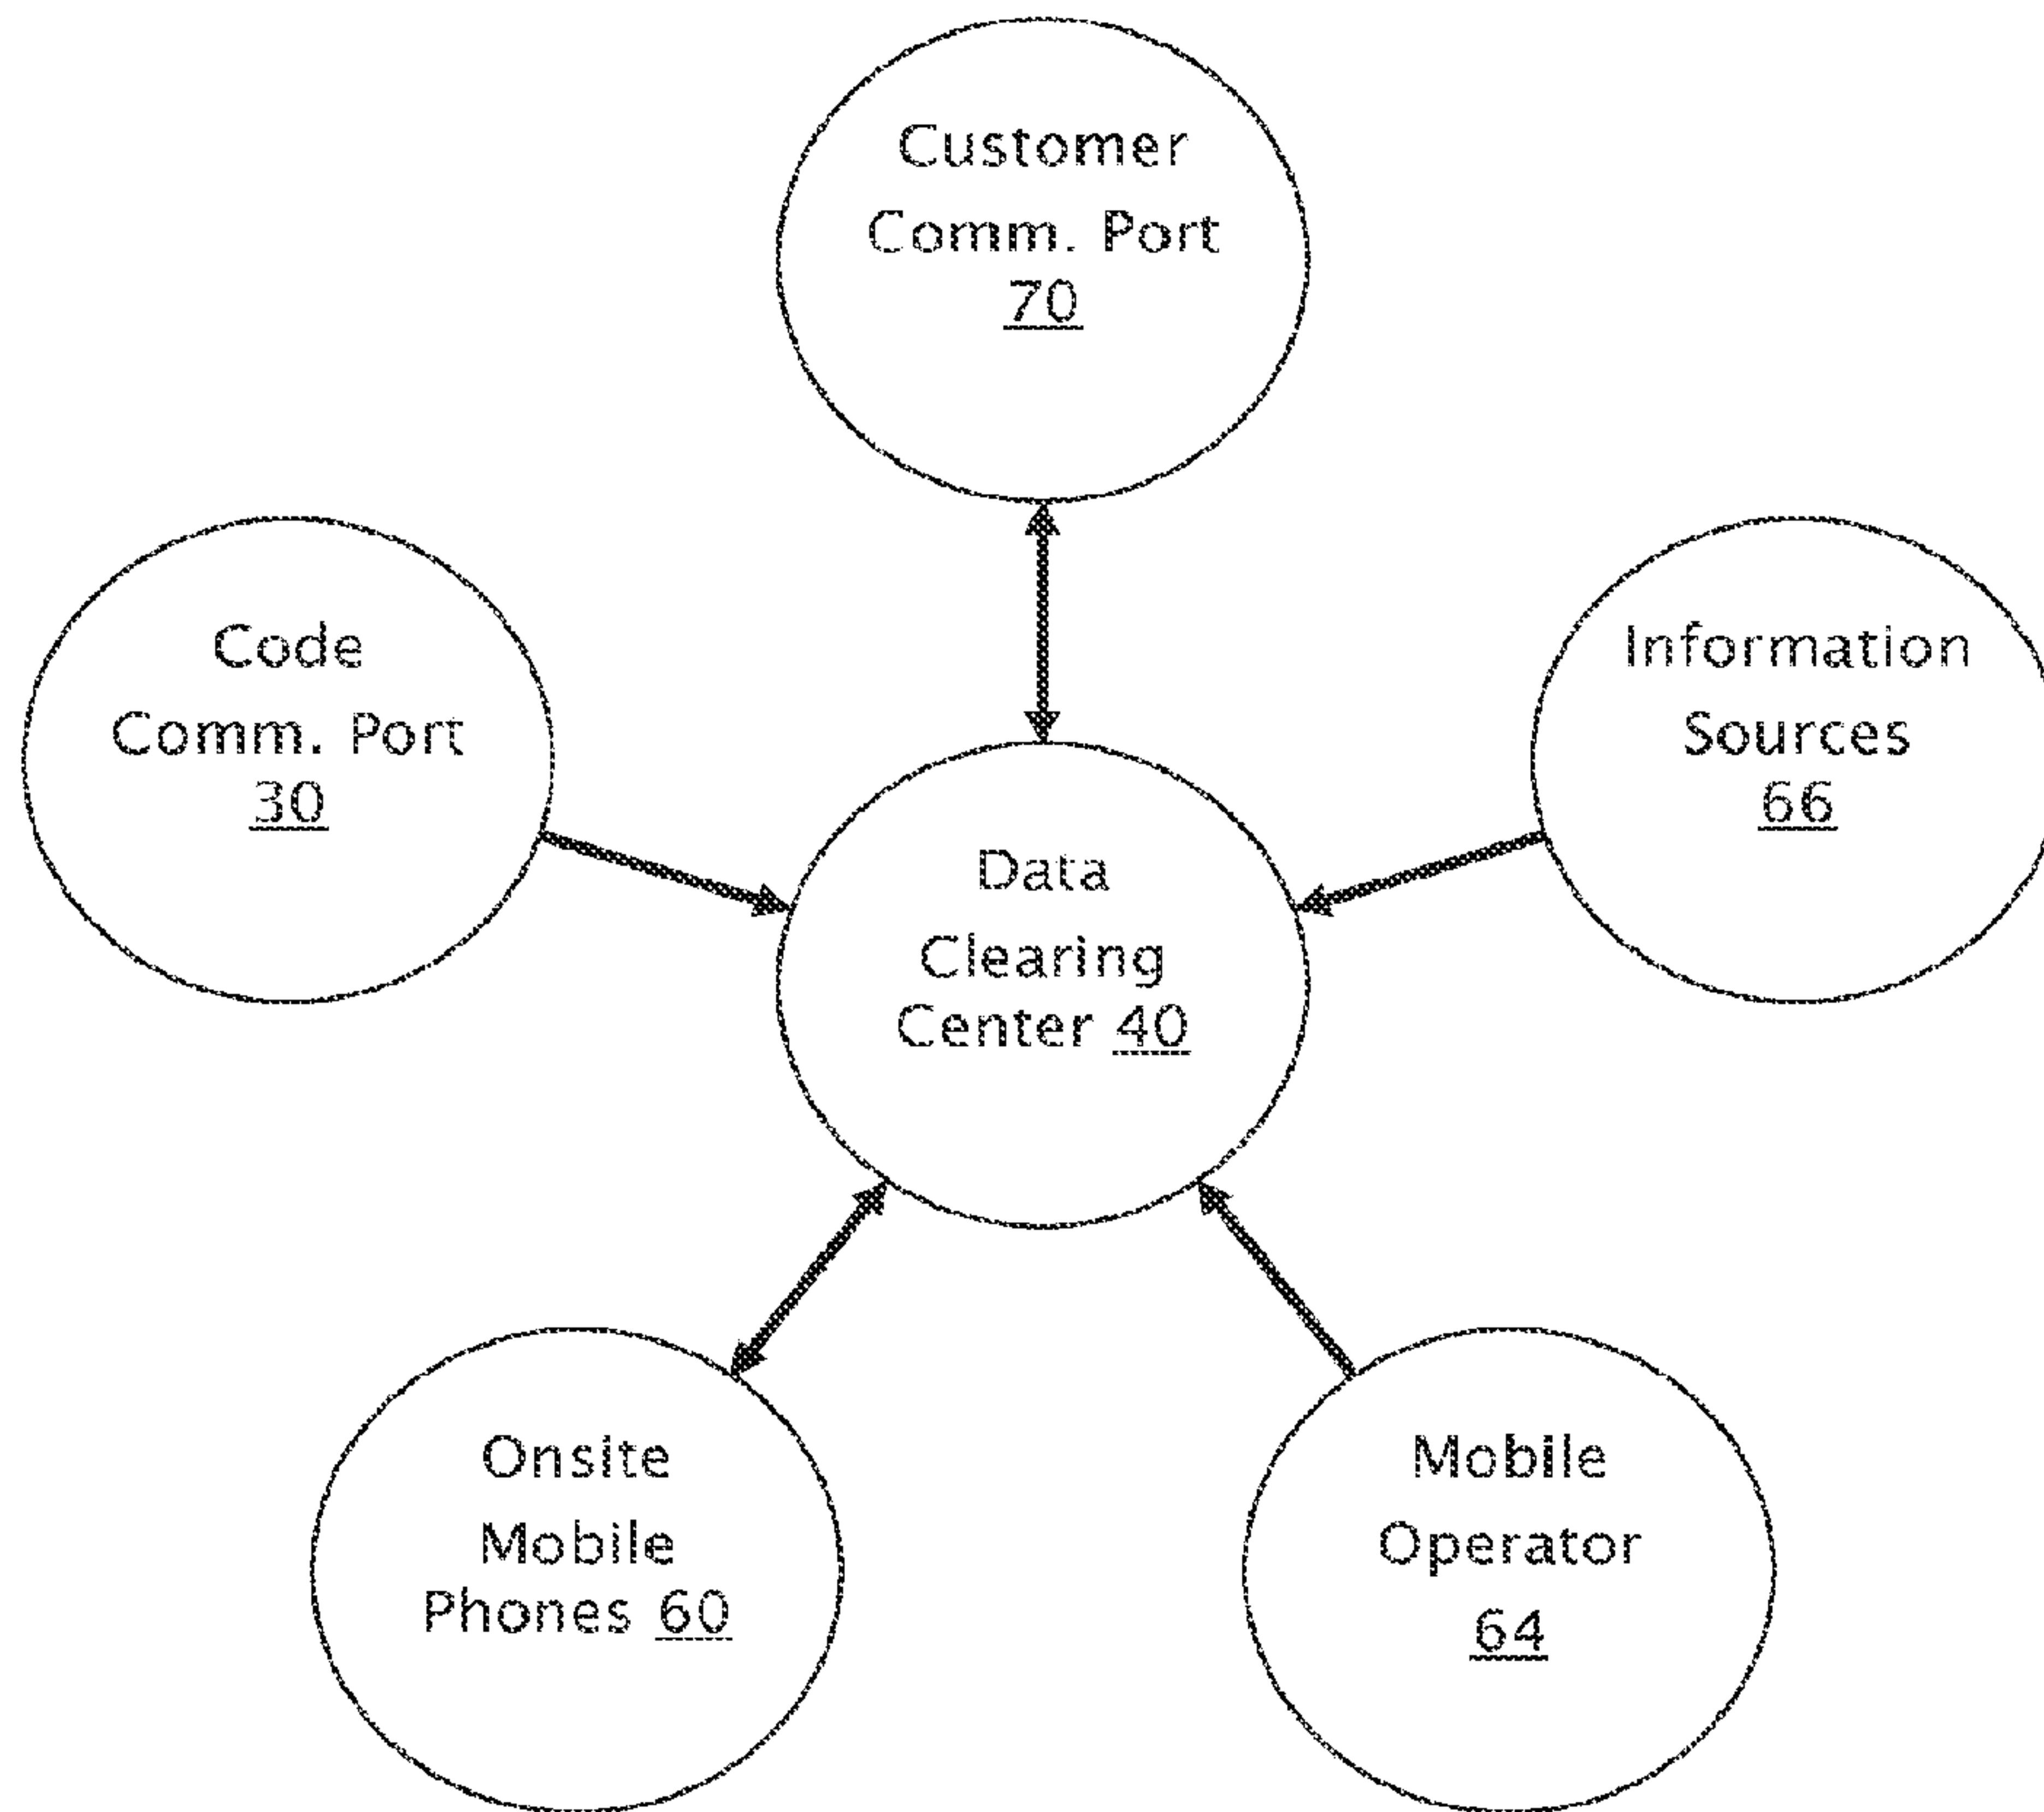 Customer
Comm. Port
70
Code
Comm. Port
30
Information
Sources
66
Data
Clearing
Center 40
Onsite
Mobile
Phones 60
Mobile
Operator
64